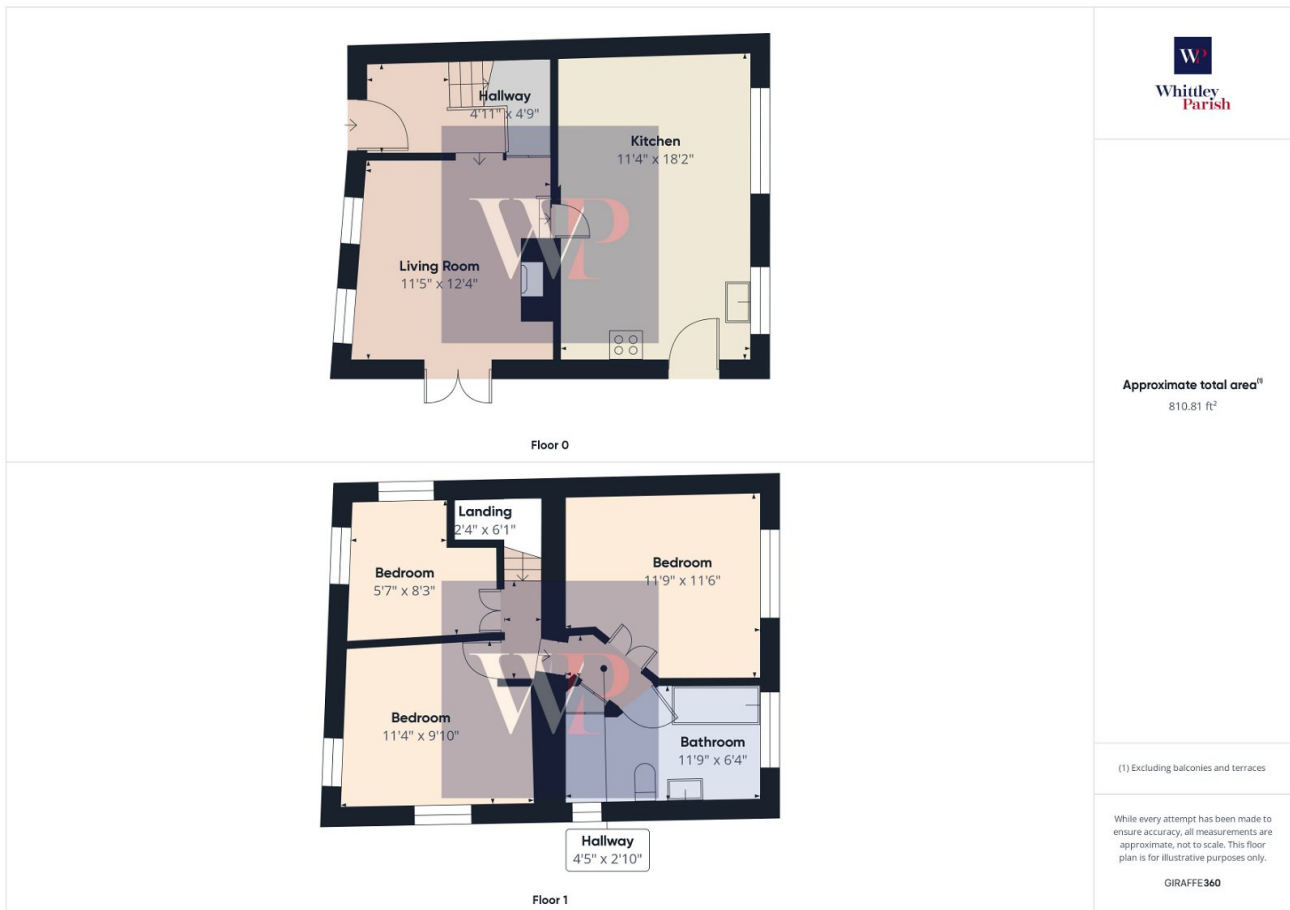 Hallway
4'11" x 4'9"
Kitchen
11'4" x 18'2"
WP
Living Room
11'5" x 12'4"
Floor 0
Landing
2'4" x 6'1"
Bedroom
5'7" x 8'3"
Bedroom
11'9" x 11'6"
WP
Bedroom
11'4" x 9'10"
Bathroom
11'9" x 6'4"
Hallway
4'5" x 2'10"
Floor 1
WP
Whittley
Parish
Approximate total area(1)
810.81 ft²
(1) Excluding balconies and terraces
While every attempt has been made to
ensure accuracy, all measurements are
approximate, not to scale. This floor
plan is for illustrative purposes only.
GIRAFFE360